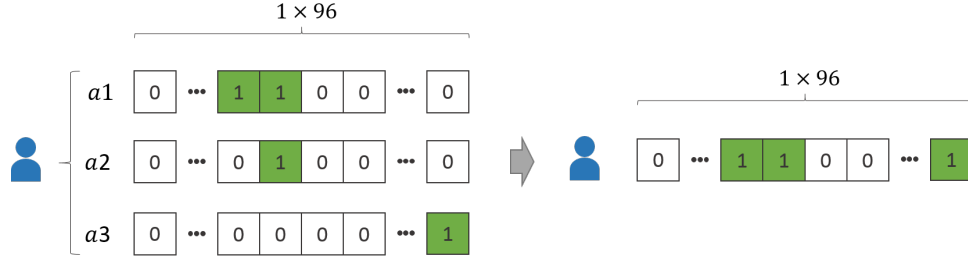 1 × 96
a1 0 ••• 1 1 0 0 ••• 0
1 × 96
a2 0 ••• 0 1 0 0 ••• 0
0 ••• 1 1 0 0 ••• 1
a3 0 ••• 0 0 0 0 ••• 1